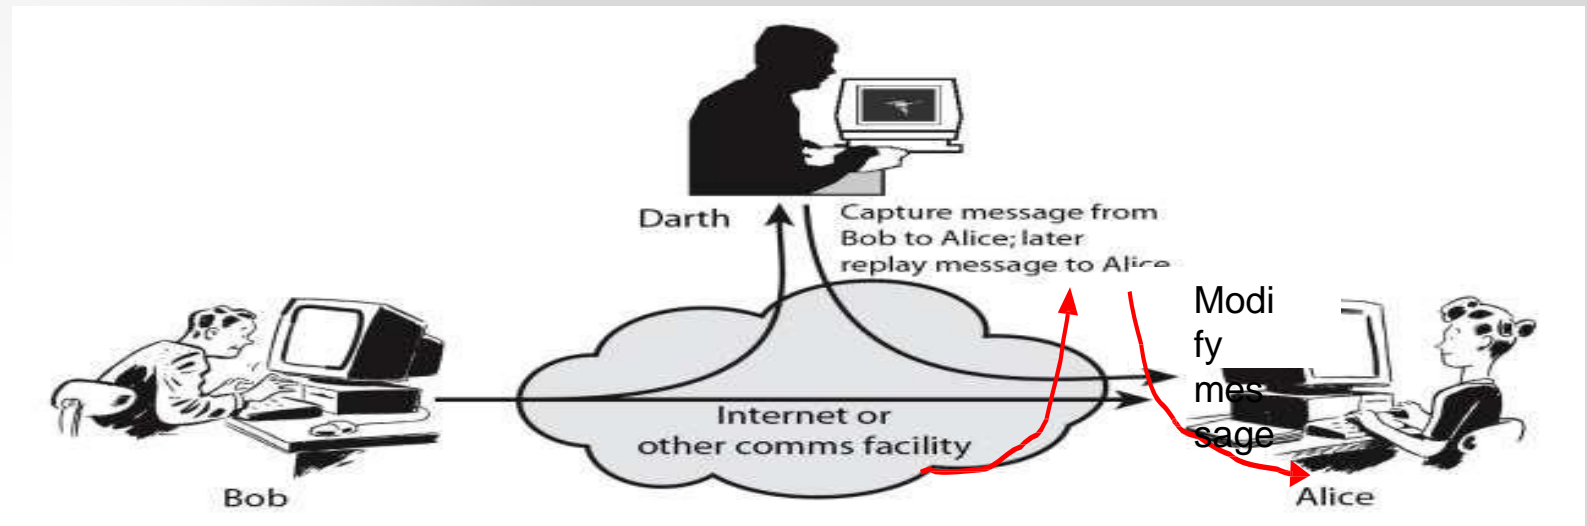 Darth
Capture message from
Bob to Alice; later
replay message to Alice
Modi
fy
mes
sage
Internet or
other comms facility
Bob
Alice